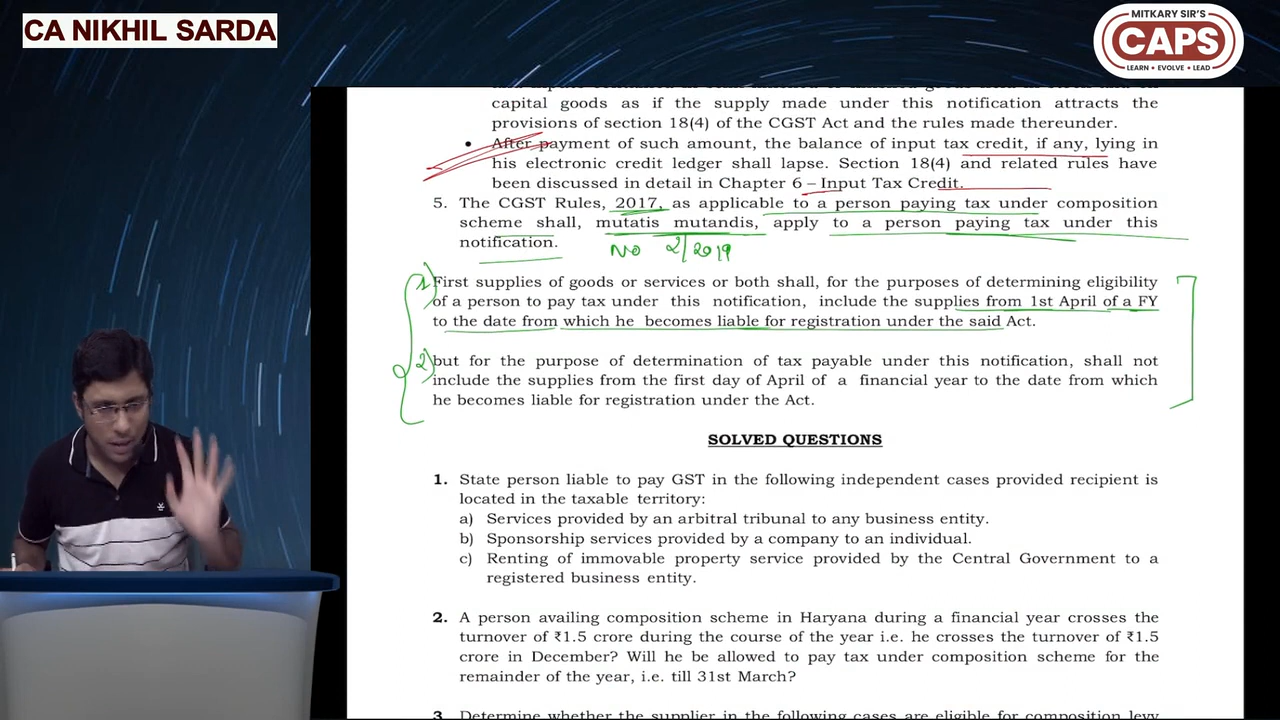 CA NIKHIL SARDA
MITKARY SIR'S
CAPS
LEARN • EVOLVE • LEAD
capital goods as if the supply made under this notification attracts the
provisions of section 18(4) of the CGST Act and the rules made thereunder.
• After payment of such amount, the balance of input tax credit, if any, lying in
his electronic credit ledger shall lapse. Section 18(4) and related rules have
been discussed in detail in Chapter 6 – Input Tax Credit.
5. The CGST Rules, 2017, as applicable to a person paying tax under composition
scheme shall, mutatis mutandis, apply to a person paying tax under this
notification.
No 2/2019
1) First supplies of goods or services or both shall, for the purposes of determining eligibility
of a person to pay tax under this notification, include the supplies from 1st April of a FY
to the date from which he becomes liable for registration under the said Act.
2) but for the purpose of determination of tax payable under this notification, shall not
include the supplies from the first day of April of a financial year to the date from which
he becomes liable for registration under the Act.
SOLVED QUESTIONS
1. State person liable to pay GST in the following independent cases provided recipient is
located in the taxable territory:
a) Services provided by an arbitral tribunal to any business entity.
b) Sponsorship services provided by a company to an individual.
c) Renting of immovable property service provided by the Central Government to a
registered business entity.
2. A person availing composition scheme in Haryana during a financial year crosses the
turnover of ₹1.5 crore during the course of the year i.e. he crosses the turnover of ₹1.5
crore in December? Will he be allowed to pay tax under composition scheme for the
remainder of the year, i.e. till 31st March?
3. Determine whether the supplier in the following cases are eligible for composition levy